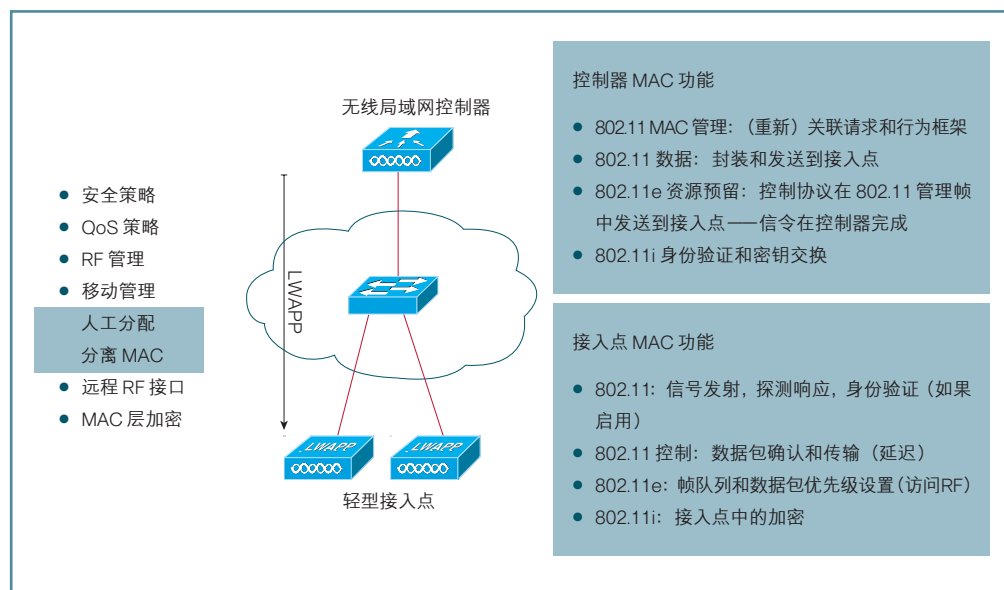 安全策略
QoS 策略
RF 管理
移动管理
人工分配
分离 MAC
远程 RF 接口
MAC 层加密
无线局域网控制器
LWAPP
LWAPP
LWAPP
轻型接入点
控制器 MAC 功能
802.11 MAC 管理：（重新）关联请求和行为框架
802.11 数据：封装和发送到接入点
802.11e 资源预留：控制协议在 802.11 管理帧
中发送到接入点——信令在控制器完成
802.11i 身份验证和密钥交换
接入点 MAC 功能
802.11：信号发射，探测响应，身份验证（如果
启用）
802.11 控制：数据包确认和传输（延迟）
802.11e：帧队列和数据包优先级设置（访问RF）
802.11i：接入点中的加密